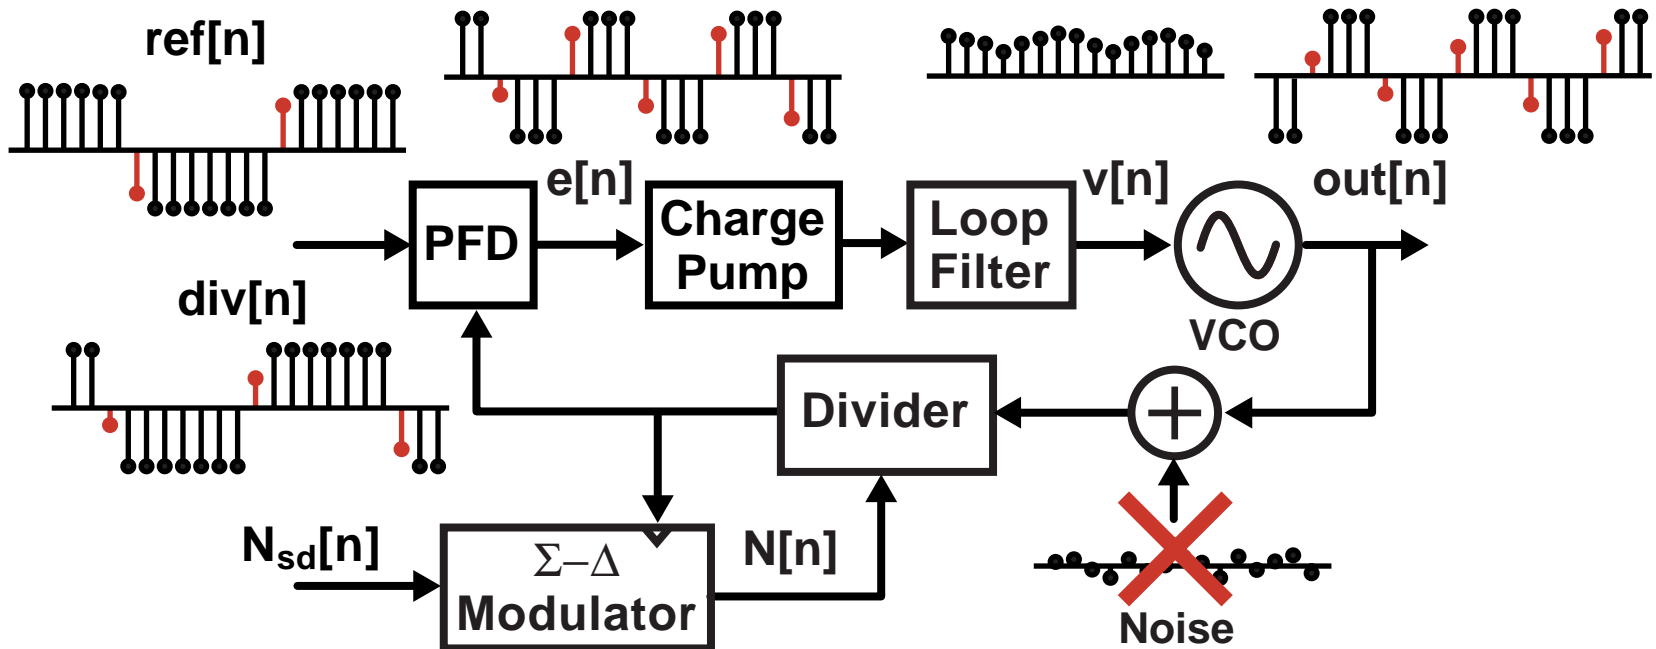 ref[n]
e[n]
v[n]
out[n]
PFD
Charge
Pump
Loop
Filter
VCO
div[n]
Divider
N_sd[n]
Σ−Δ
Modulator
N[n]
Noise